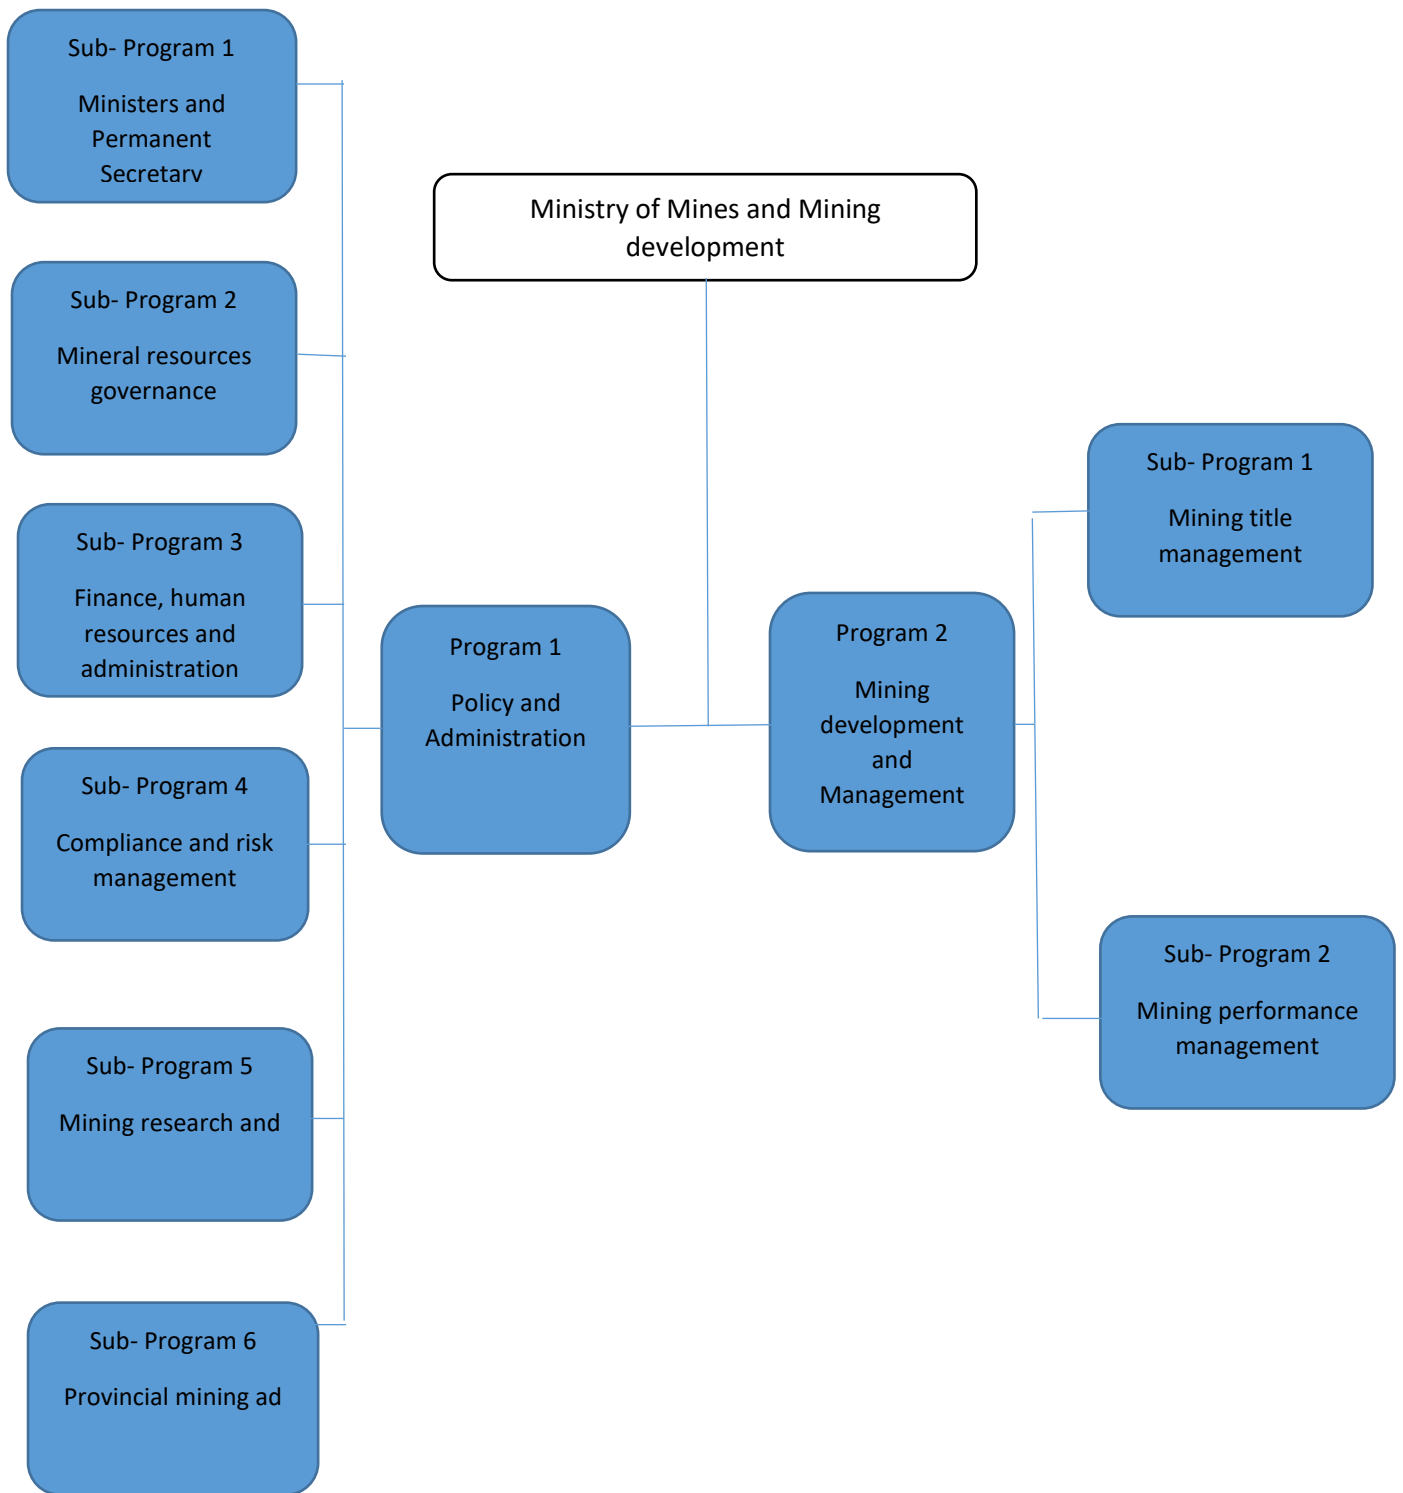 Sub- Program 1
Ministers and
Permanent
Secretary
Sub- Program 2
Mineral resources
governance
Sub- Program 3
Finance, human
resources and
administration
Sub- Program 4
Compliance and risk
management
Sub- Program 5
Mining research and
Sub- Program 6
Provincial mining ad
Ministry of Mines and Mining
development
Program 1
Policy and
Administration
Program 2
Mining
development
and
Management
Sub- Program 1
Mining title
management
Sub- Program 2
Mining performance
management